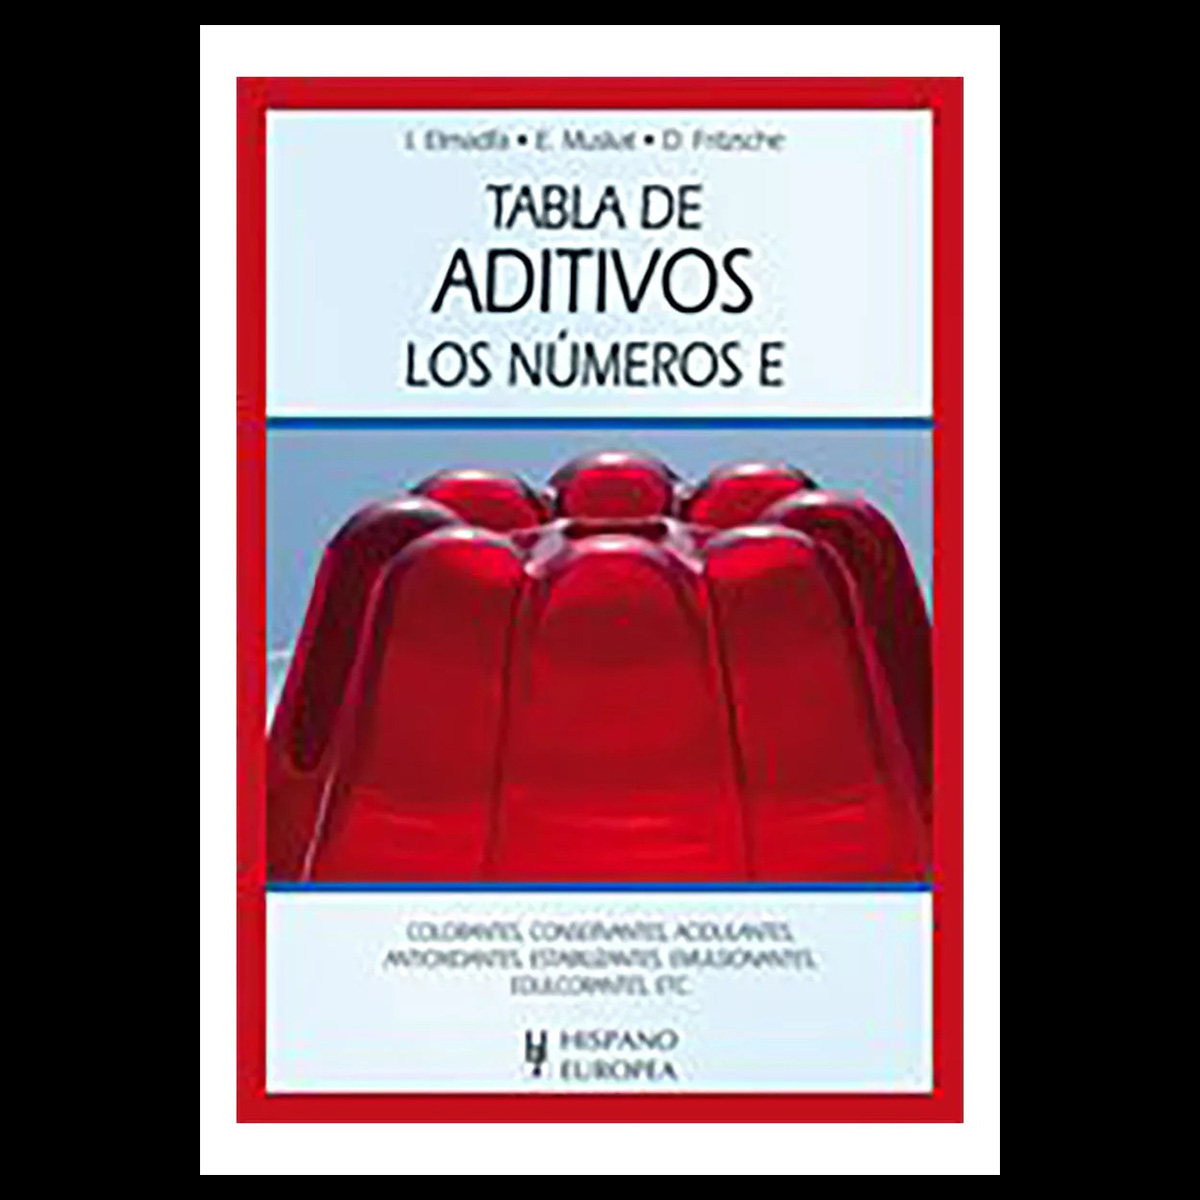 I. Elmadfa • E. Muskat • D. Fritzsche
TABLA DE
ADITIVOS
LOS NÚMEROS E
COLORANTES, CONSERVANTES, ACIDULANTES,
ANTIOXIDANTES, ESTABILIZANTES, EMULSIONANTES,
EDULCORANTES, ETC.
HISPANO
EUROPEA